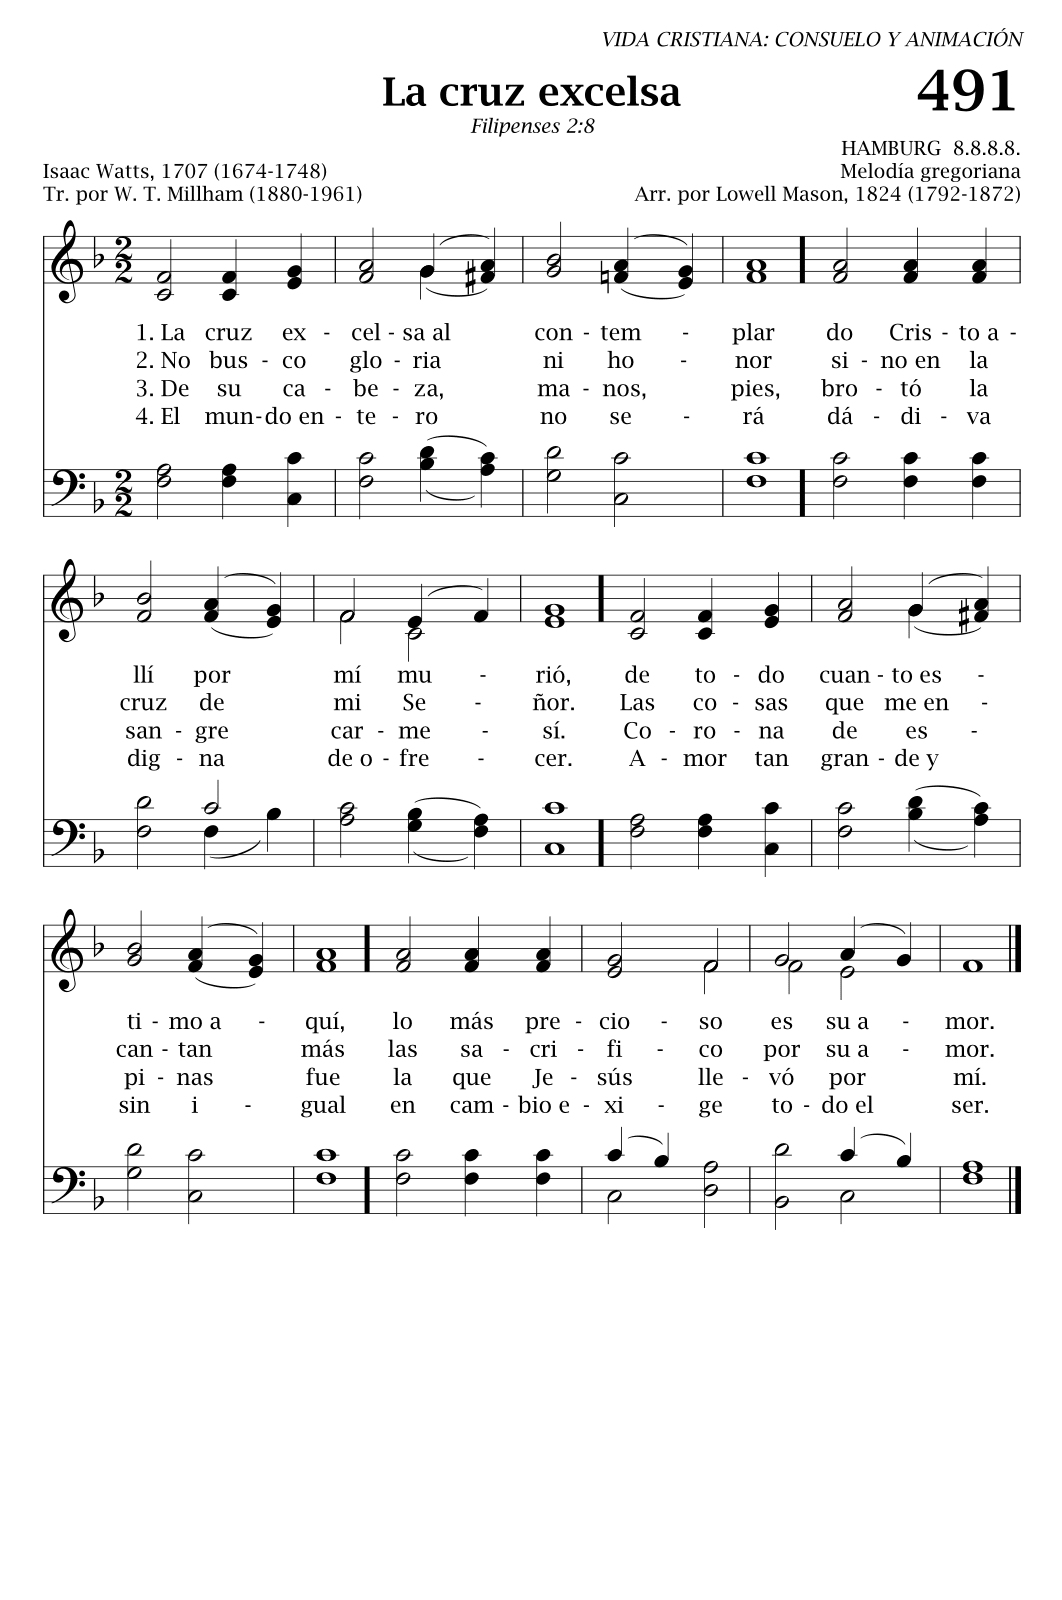 VIDA CRISTIANA: CONSUELO Y ANIMACIÓN
La cruz excelsa
491
Filipenses 2:8
HAMBURG 8.8.8.8.
Isaac Watts, 1707 (1674-1748)
Melodía gregoriana
Tr. por W. T. Millham (1880-1961)
Arr. por Lowell Mason, 1824 (1792-1872)
1. La cruz ex - cel - sa al con - tem - plar do Cris - to a -
2. No bus - co glo - ria ni ho - nor si - no en la
3. De su ca - be - za, ma - nos, pies, bro - tó la
4. El mun - do en - te - ro no se - rá dá - di - va
llí por mí mu - rió, de to - do cuan - to es -
cruz de mi Se - ñor. Las co - sas que me en -
san - gre car - me - sí. Co - ro - na de es -
dig - na de o - fre - cer. A - mor tan gran - de y
ti - mo a - quí, lo más pre - cio - so es su a - mor.
can - tan más las sa - cri - fi - co por su a - mor.
pi - nas fue la que Je - sús lle - vó por mí.
sin i - gual en cam - bio e - xi - ge to - do el ser.